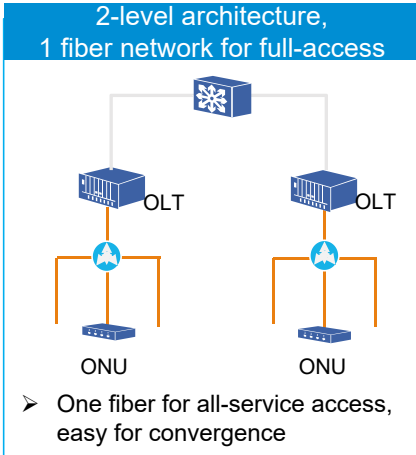 2-level architecture,
1 fiber network for full-access
OLT
OLT
ONU
ONU
➢ One fiber for all-service access,
easy for convergence